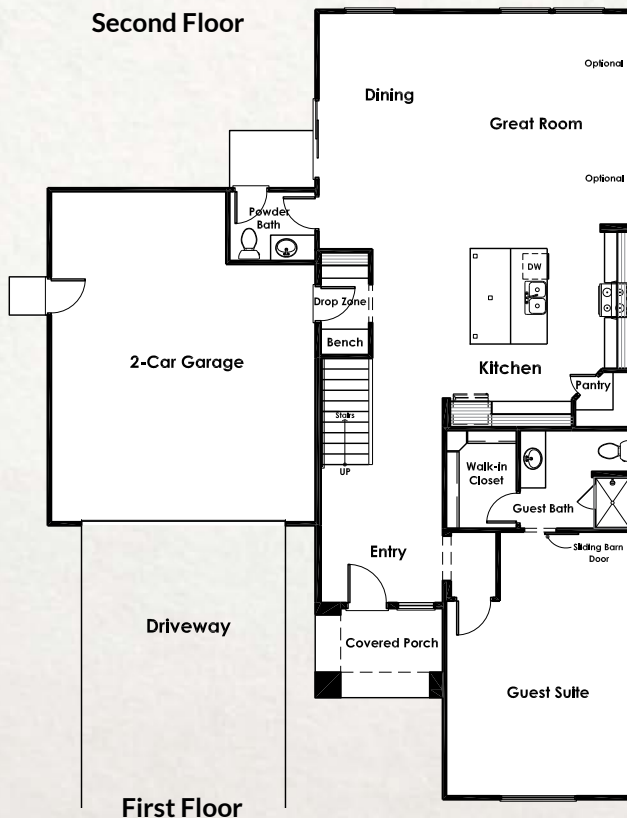 Second Floor
Optional
Dining
Great Room
Optional
Powder
Bath
DW
Drop Zone
Bench
2-Car Garage
Kitchen
Pantry
Stairs
UP
Walk-in
Closet
Guest Bath
Sliding Barn
Door
Entry
Driveway
Covered Porch
Guest Suite
First Floor